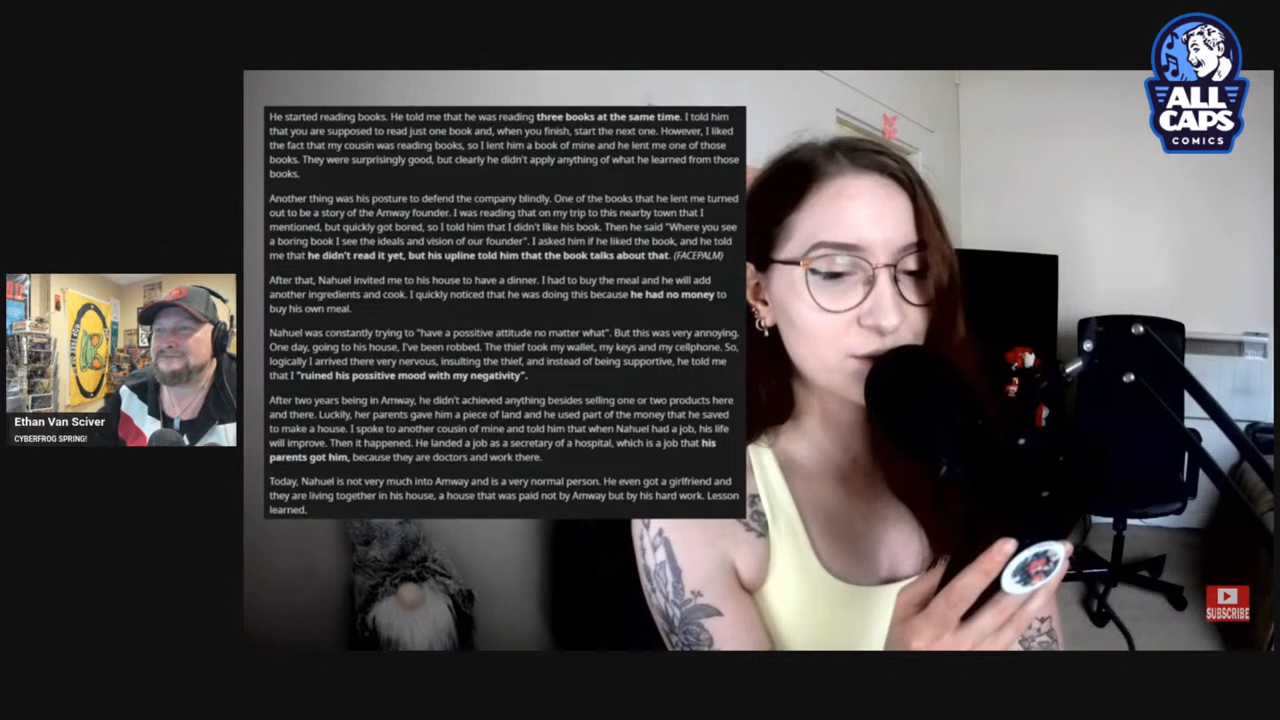 ALL
CAPS
COMICS
He started reading books. He told me that he was reading three books at the same time. I told him
that you are supposed to read just one book and, when you finish, start the next one. However, I liked
the fact that my cousin was reading books, so I lent him a book of mine and he lent me one of those
books. They were surprisingly good, but clearly he didn't apply anything of what he learned from those
books.
Another thing was his posture to defend the company blindly. One of the books that he lent me turned
out to be a story of the Amway founder. I was reading that on my trip to this nearby town that I
mentioned, but quickly got bored, so I told him that I didn't like his book. Then he said "Where you see
a boring book I see the ideals and vision of our founder". I asked him if he liked the book, and he told
me that he didn't read it yet, but his upline told him that the book talks about that. (FACEPALM)
After that, Nahuel invited me to his house to have a dinner. I had to buy the meal and he will add
another ingredients and cook. I quickly noticed that he was doing this because he had no money to
buy his own meal.
Nahuel was constantly trying to "have a possitive attitude no matter what". But this was very annoying.
One day, going to his house, I've been robbed. The thief took my wallet, my keys and my cellphone. So,
logically I arrived there very nervous, insulting the thief, and instead of being supportive, he told me
that I "ruined his possitive mood with my negativity".
After two years being in Amway, he didn't achieved anything besides selling one or two products here
and there. Luckily, her parents gave him a piece of land and he used part of the money that he saved
to make a house. I spoke to another cousin of mine and told him that when Nahuel had a job, his life
will improve. Then it happened. He landed a job as a secretary of a hospital, which is a job that his
parents got him, because they are doctors and work there.
Today, Nahuel is not very much into Amway and is a very normal person. He even got a girlfriend and
they are living together in his house, a house that was paid not by Amway but by his hard work. Lesson
learned.
Ethan Van Sciver
CYBERFROG SPRING!
SUBSCRIBE